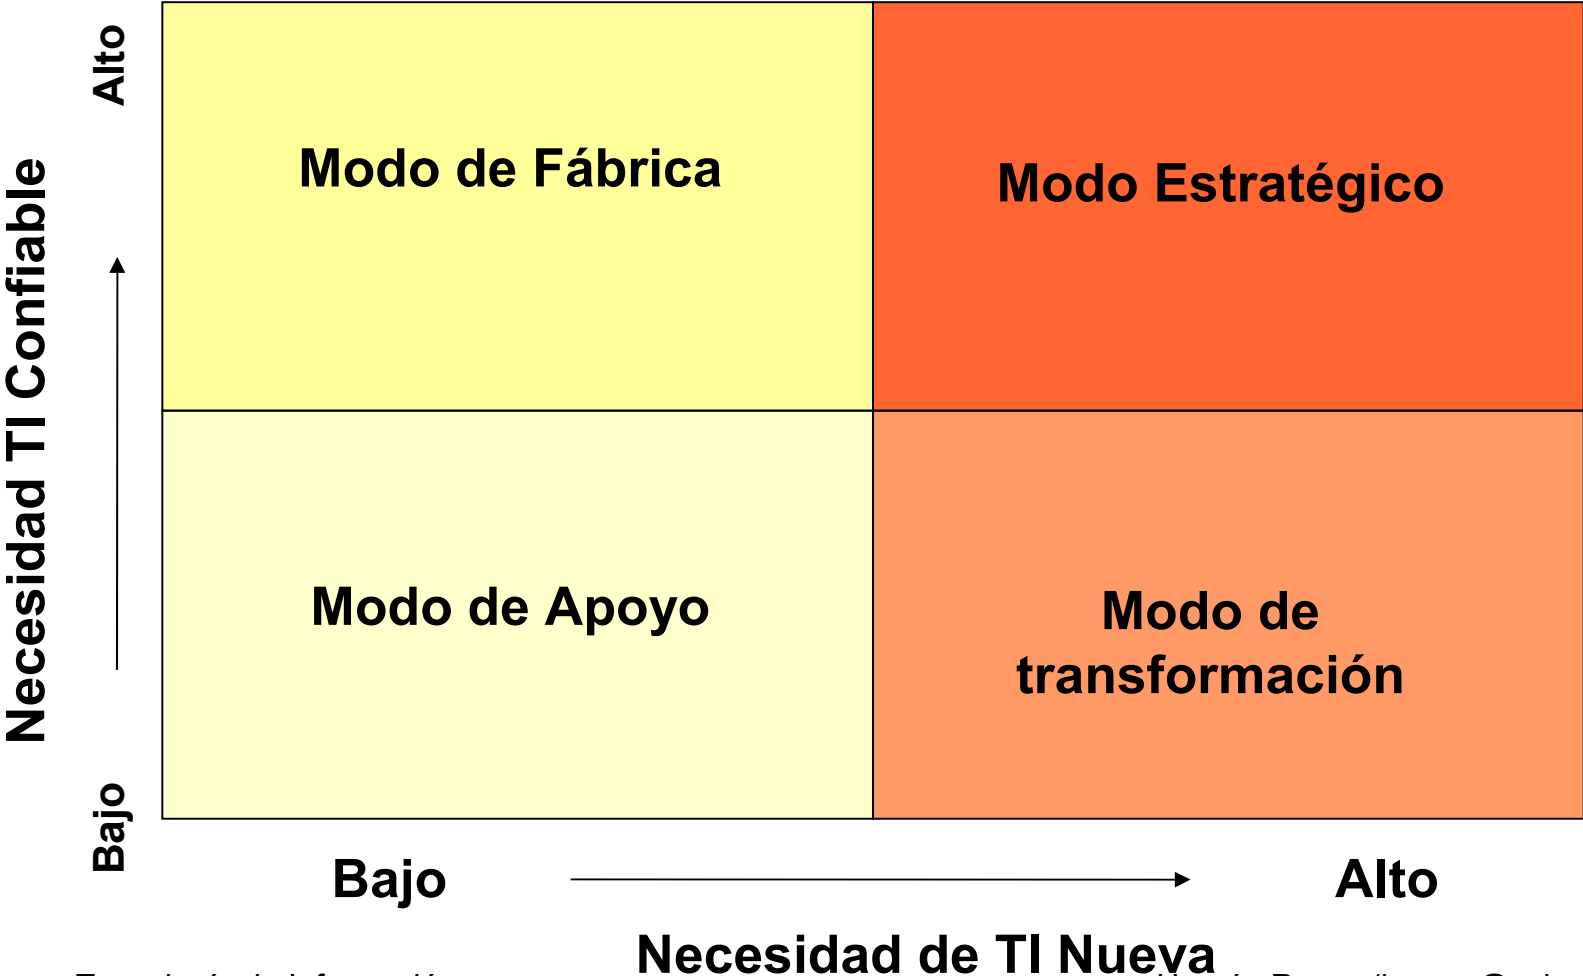 Alto
Necesidad TI Confiable
Bajo
Modo de Fábrica
Modo Estratégico
Modo de Apoyo
Modo de
transformación
Bajo
Alto
Necesidad de TI Nueva